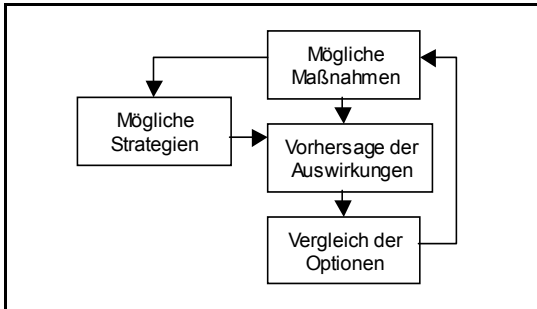 Mögliche
Maßnahmen
Mögliche
Strategien
Vorhersage der
Auswirkungen
Vergleich der
Optionen